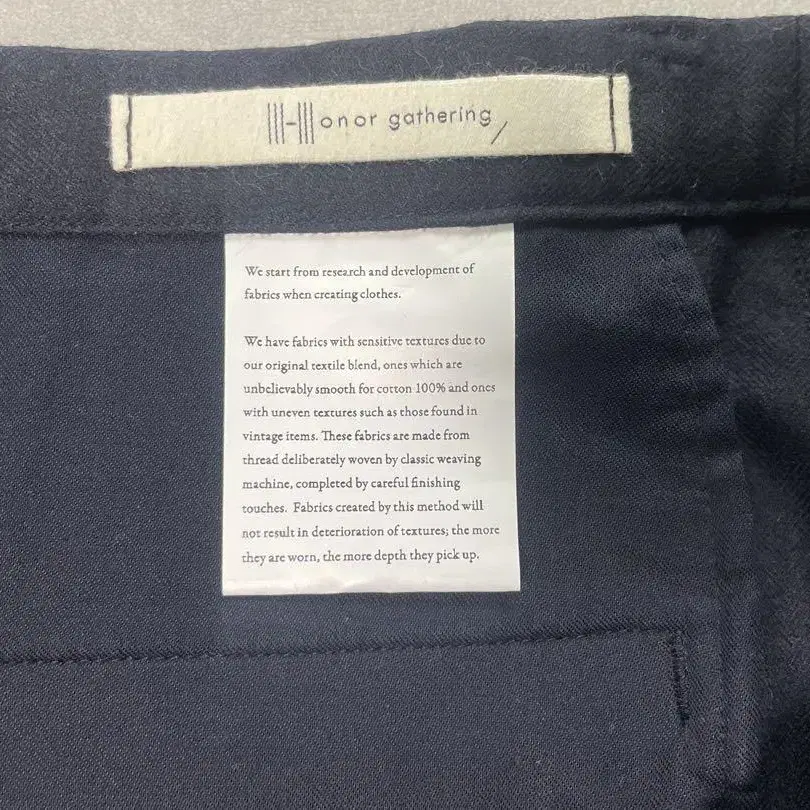 Honor gathering
We start from research and development of
fabrics when creating clothes.
We have fabrics with sensitive textures due to
our original textile blend, ones which are
unbelievably smooth for cotton 100% and ones
with uneven textures such as those found in
vintage items. These fabrics are made from
thread deliberately woven by classic weaving
machine, completed by careful finishing
touches. Fabrics created by this method will
not result in deterioration of textures; the more
they are worn, the more depth they pick up.